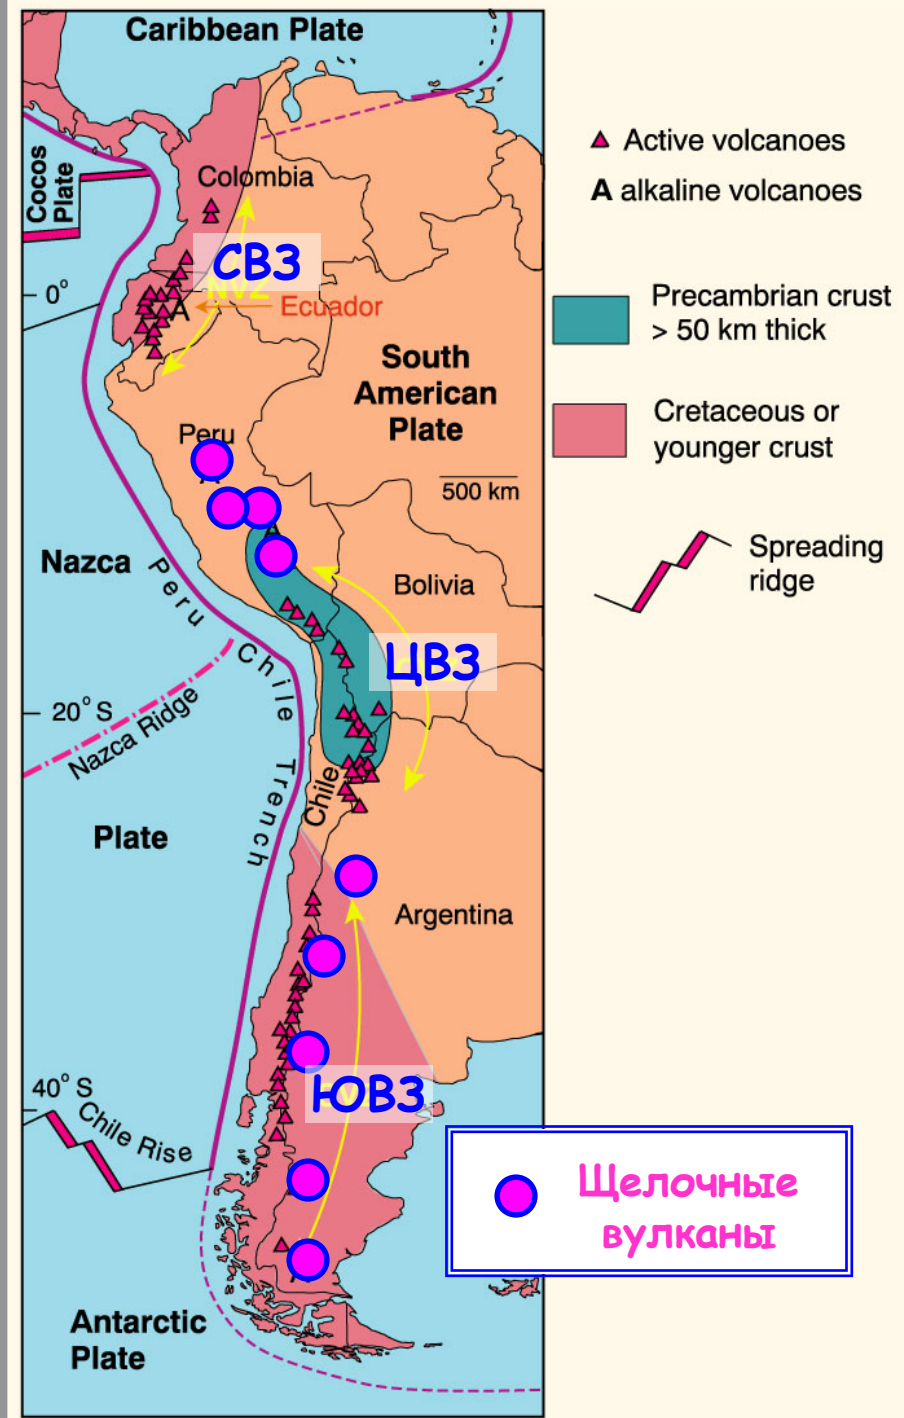 Caribbean Plate
Cocos
Plate
Colombia
СВЗ
NVZ
0°
A
Ecuador
South
American
Plate
Peru
500 km
A
Nazca
Bolivia
Peru Chile Trench
ЦВЗ
20° S
Nazca Ridge
Chile
Plate
Argentina
40° S
ЮВЗ
Chile Rise
Antarctic
Plate
Active volcanoes
A alkaline volcanoes
Precambrian crust
> 50 km thick
Cretaceous or
younger crust
Spreading
ridge
Щелочные
вулканы